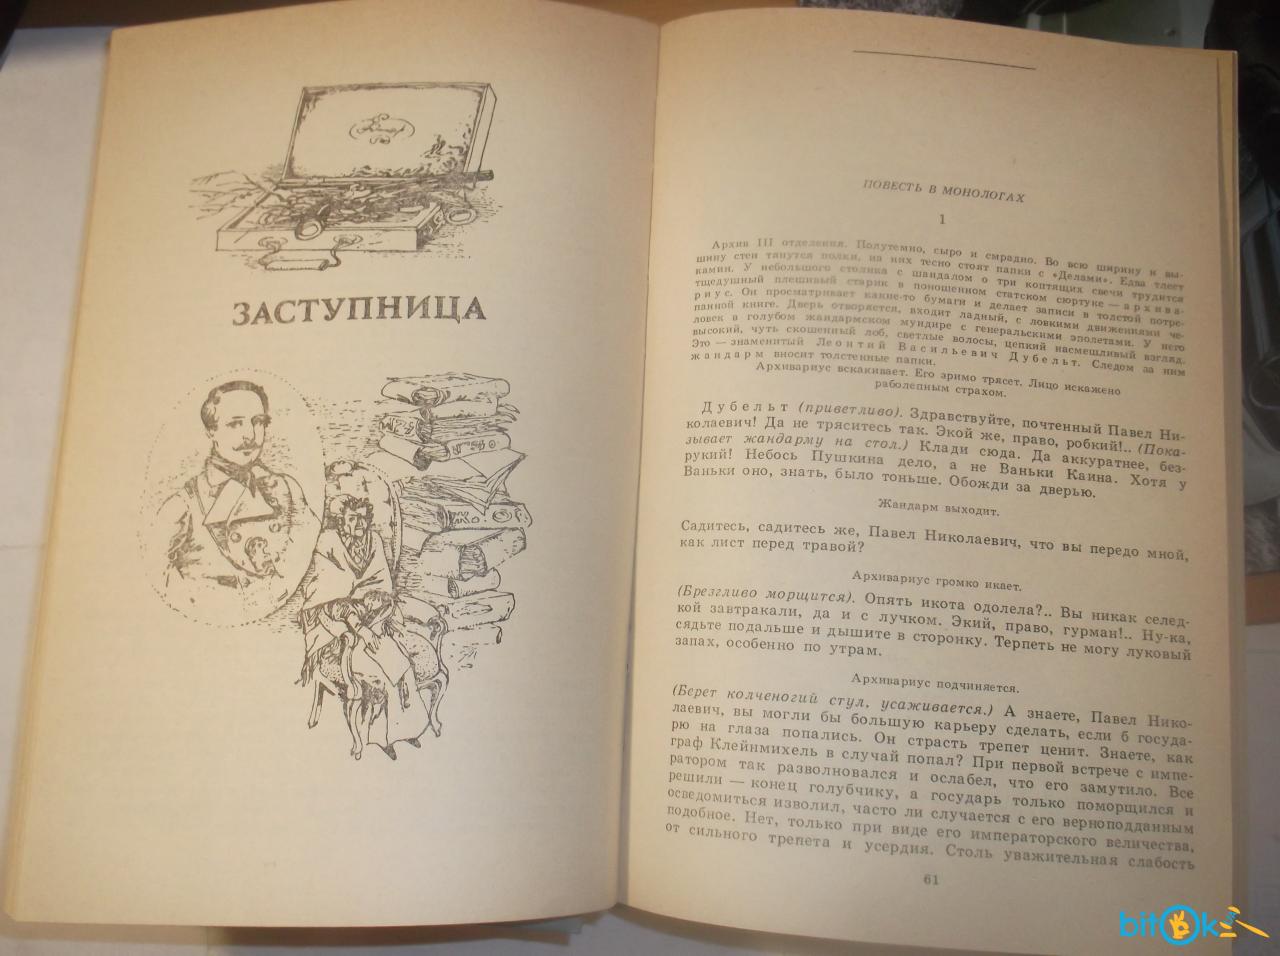 ЗАСТУПНИЦА
ПОВЕСТЬ В МОНОЛОГАХ
1
Архив III отделения. Полутемно, сыро и смрадно. Во всю ширину и вы-
шину стен тянутся полки, на них тесно стоят папки с «Делами». Едва тлеет
камин. У небольшого столика с шандалом о три коптящих свечи трудится
тщедушный плешивый старик в поношенном статском сюртуке — архива-
риус. Он просматривает какие-то бумаги и делает записи в толстой потре-
панной книге. Дверь отворяется, входит ладный, с ловкими движениями че-
ловек в голубом жандармском мундире с генеральскими эполетами. У него
высокий, чуть скошенный лоб, светлые волосы, цепкий насмешливый взгляд.
Это — знаменитый Леонтий Васильевич Дубельт. Следом за ним
жандарм вносит толстенные папки.
Архивариус вскакивает. Его зримо трясет. Лицо искажено
раболепным страхом.
Дубельт (приветливо). Здравствуйте, почтенный Павел Ни-
колаевич! Да не трясите так. Экой же, право, робкий!.. (Пока-
зывает жандарму на стол.) Клади сюда. Да аккуратнее, без-
рукий! Небось Пушкина дело, а не Ваньки Каина. Хотя у
Ваньки оно, знать, было тоньше. Обожди за дверью.
Жандарм выходит.
Садитесь, садитесь же, Павел Николаевич, что вы передо мной,
как лист перед травой?
Архивариус громко икает.
(Брезгливо морщится). Опять икота одолела?.. Вы никак селед-
кой завтракали, да и с лучком. Экий, право, гурман!.. Ну-ка,
сядьте подальше и дышите в сторонку. Терпеть не могу луковый
запах, особенно по утрам.
Архивариус подчиняется.
(Берет колченогий стул, усаживается.) А знаете, Павел Нико-
лаевич, вы могли бы большую карьеру сделать, если б госуда-
рю на глаза попались. Он страсть трепет ценит. Знаете, как
граф Клейнмихель в случай попал? При первой встрече с импе-
ратором так разволновался и ослабел, что его замутило. Все
решили — конец голубчику, а государь только поморщился и
осведомиться изволил, часто ли случается с его верноподданным
подобное. Нет, только при виде его императорского величества,
от сильного трепета и усердия. Столь уважительная слабость
61
bitOk